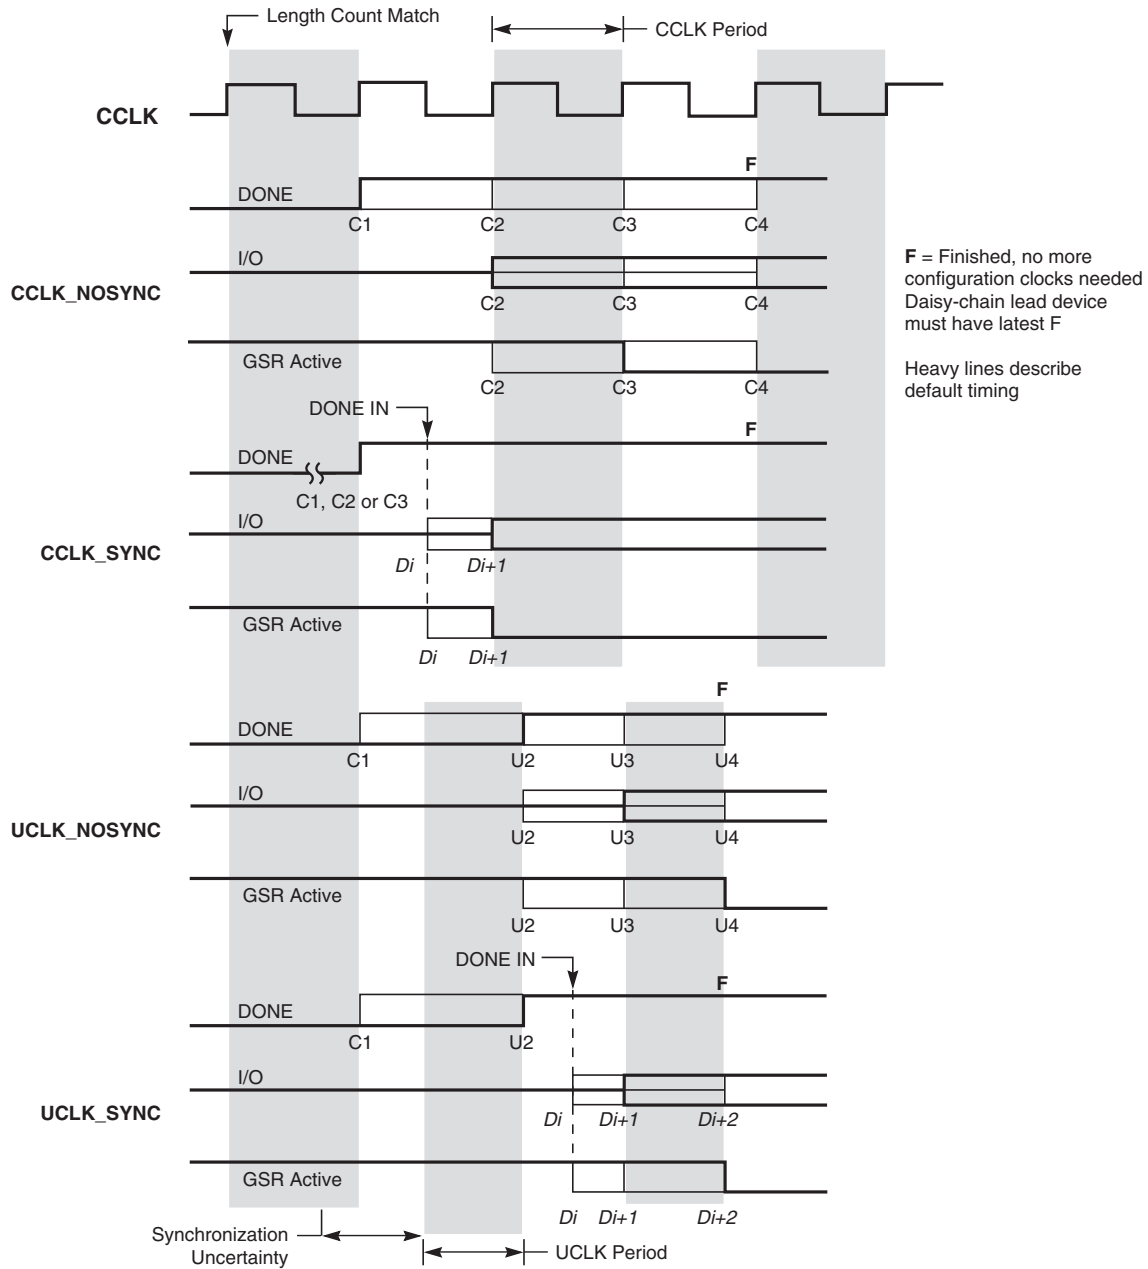 Length Count Match
CCLK Period
CCLK
F
DONE
C1 C2 C3 C4
I/O
CCLK_NOSYNC
C2 C3 C4
GSR Active
C2 C3 C4
F = Finished, no more
configuration clocks needed
Daisy-chain lead device
must have latest F
Heavy lines describe
default timing
DONE IN
F
DONE
C1, C2 or C3
I/O
CCLK_SYNC
Di Di+1
GSR Active
Di Di+1
F
DONE
C1 U2 U3 U4
I/O
UCLK_NOSYNC
U2 U3 U4
GSR Active
U2 U3 U4
DONE IN
F
DONE
C1 U2
I/O
UCLK_SYNC
Di Di+1 Di+2
GSR Active
Di Di+1 Di+2
Synchronization
Uncertainty
UCLK Period